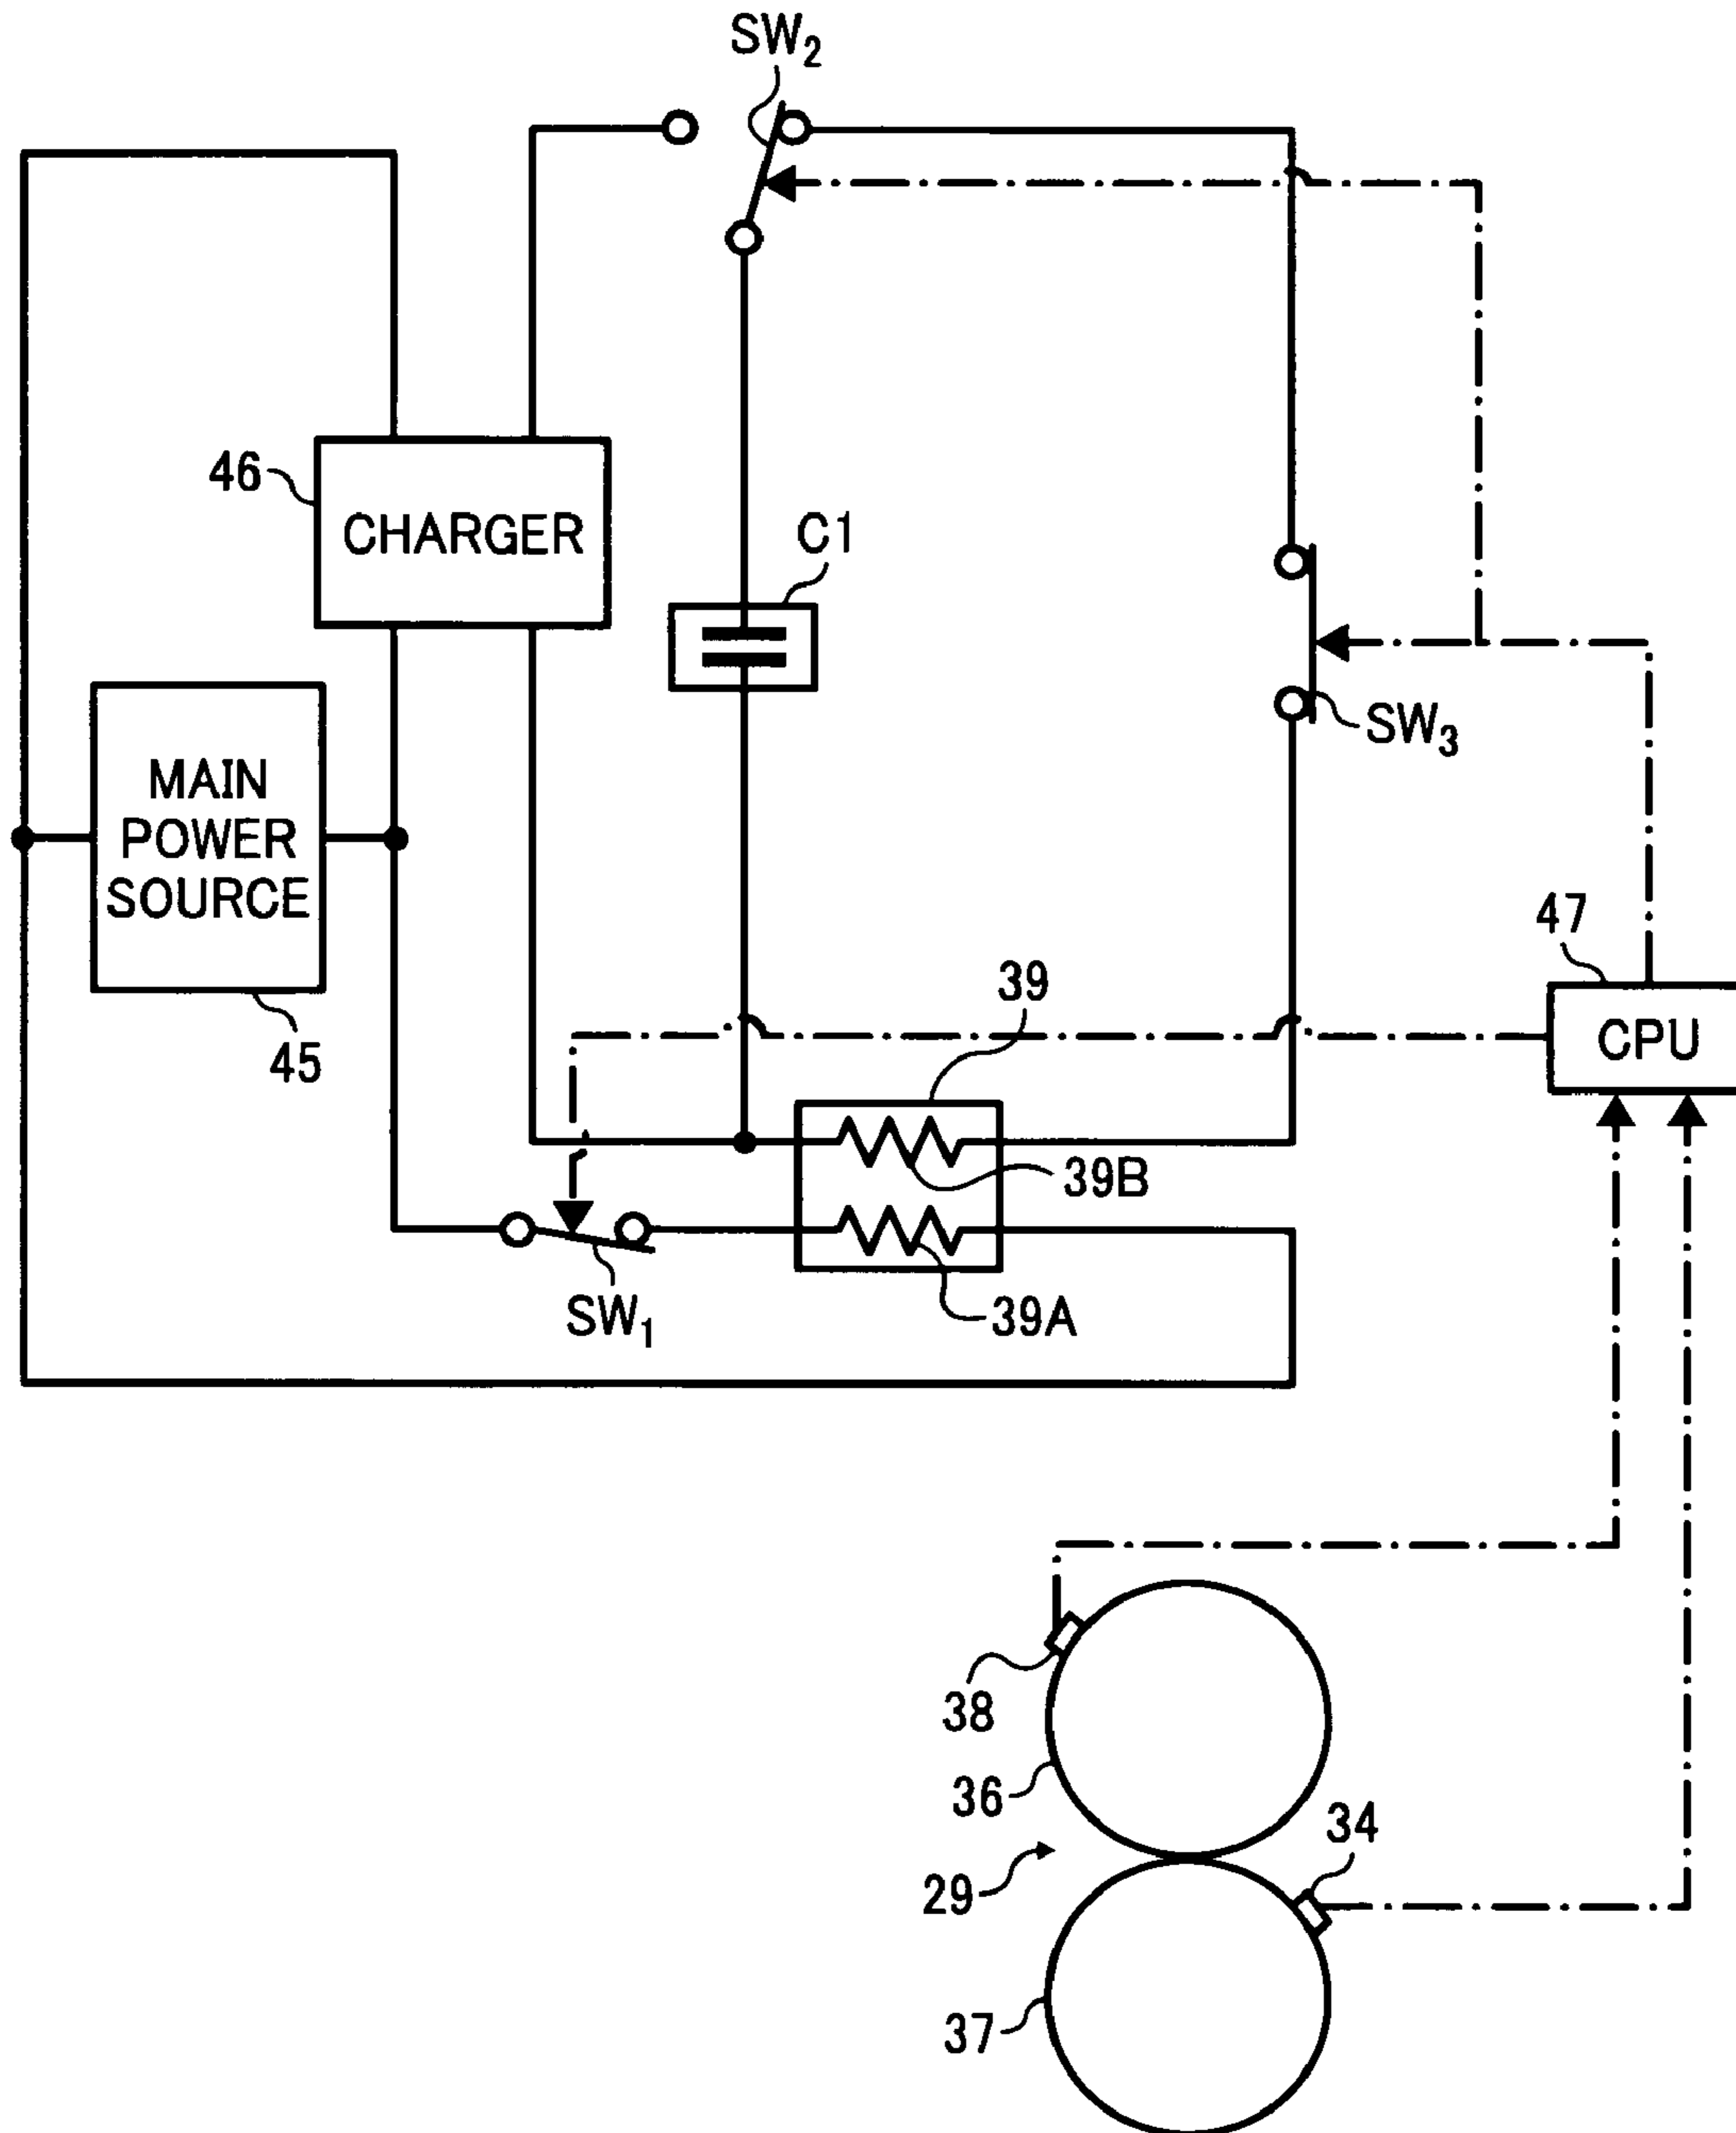 SW2
46
CHARGER
C1
SW3
MAIN
POWER
SOURCE
45
47
CPU
39
39B
39A
SW1
38
36
34
29
37